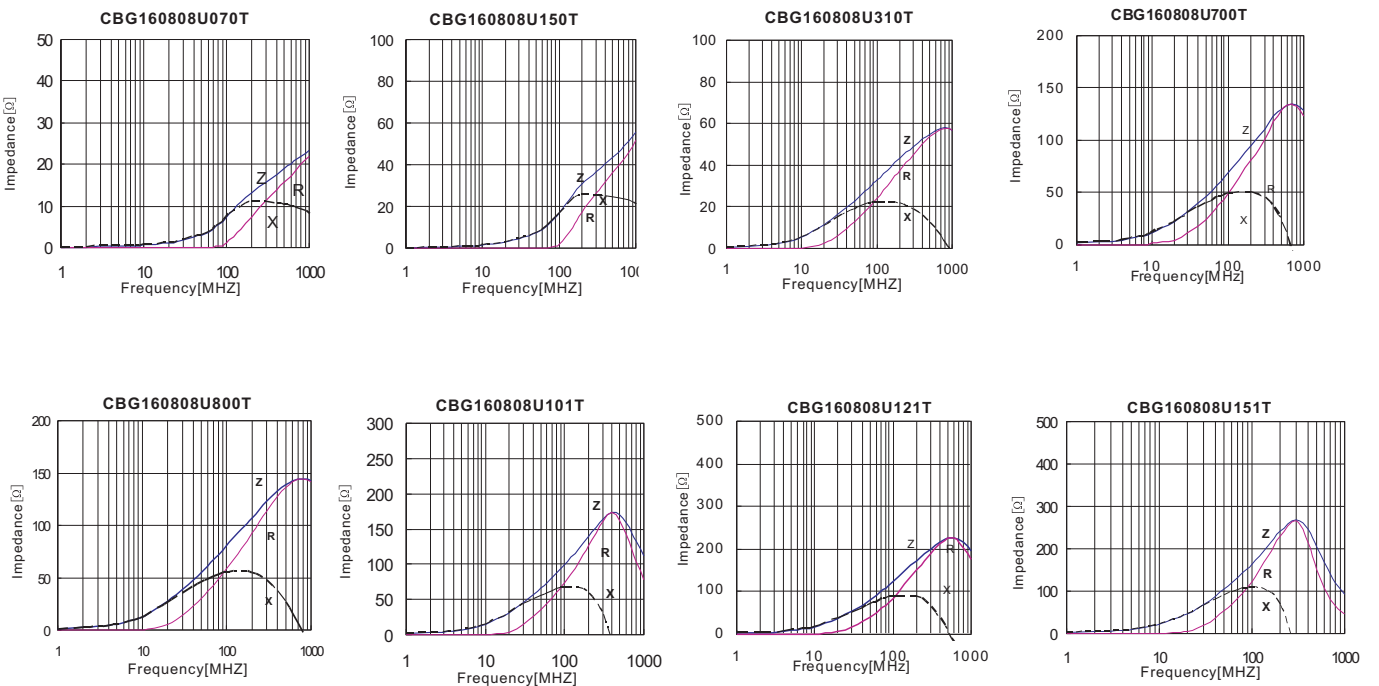 CBG160808U070T
50
40
30
20
10
0
Impedance[Ω]
Z
R
X
1 10 100 1000
Frequency[MHZ]
CBG160808U150T
100
80
60
40
20
0
Impedance[Ω]
Z
X
R
1 10 100 10
Frequency[MHZ]
CBG160808U310T
100
80
60
40
20
0
Impedance[Ω]
Z
R
X
1 10 100 1000
Frequency[MHZ]
CBG160808U700T
200
150
100
50
0
Impedance[Ω]
Z
R
X
1 10 100 1000
Frequency[MHZ]
CBG160808U800T
200
150
100
50
0
Impedance[Ω]
Z
R
X
1 10 100 1000
Frequency[MHZ]
CBG160808U101T
300
250
200
175
100
50
0
Impedance[Ω]
Z
R
X
1 10 100 1000
Frequency[MHZ]
CBG160808U121T
500
400
300
200
100
0
Impedance[Ω]
Z
R
X
1 10 100 1000
Frequency[MHZ]
CBG160808U151T
500
400
300
200
100
0
Impedance[Ω]
Z
R
X
1 10 100 1000
Frequency[MHZ]